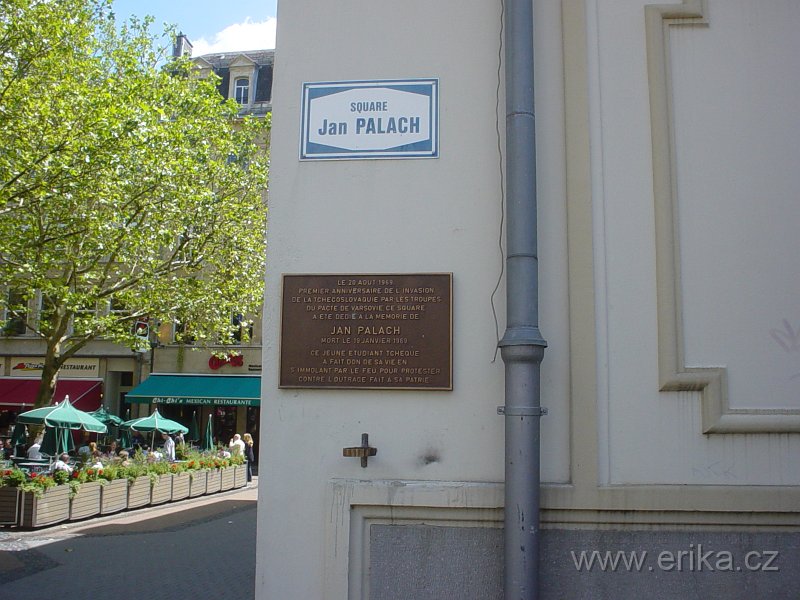 SQUARE
Jan PALACH
LE 20 AOUT 1969
PREMIER ANNIVERSAIRE DE L'INVASION
DE LA TCHECOSLOVAQUIE PAR LES TROUPES
DU PACTE DE VARSOVIE CE SQUARE
A ETE DEDIE A LA MEMOIRE DE
JAN PALACH
MORT LE 19 JANVIER 1969
CE JEUNE ETUDIANT TCHEQUE
A FAIT DON DE SA VIE EN
S'IMMOLANT PAR LE FEU POUR PROTESTER
CONTRE L'OUTRAGE FAIT A SA PATRIE
RESTAURANT
Chi-Chi's MEXICAN RESTAURANTE
www.erika.cz